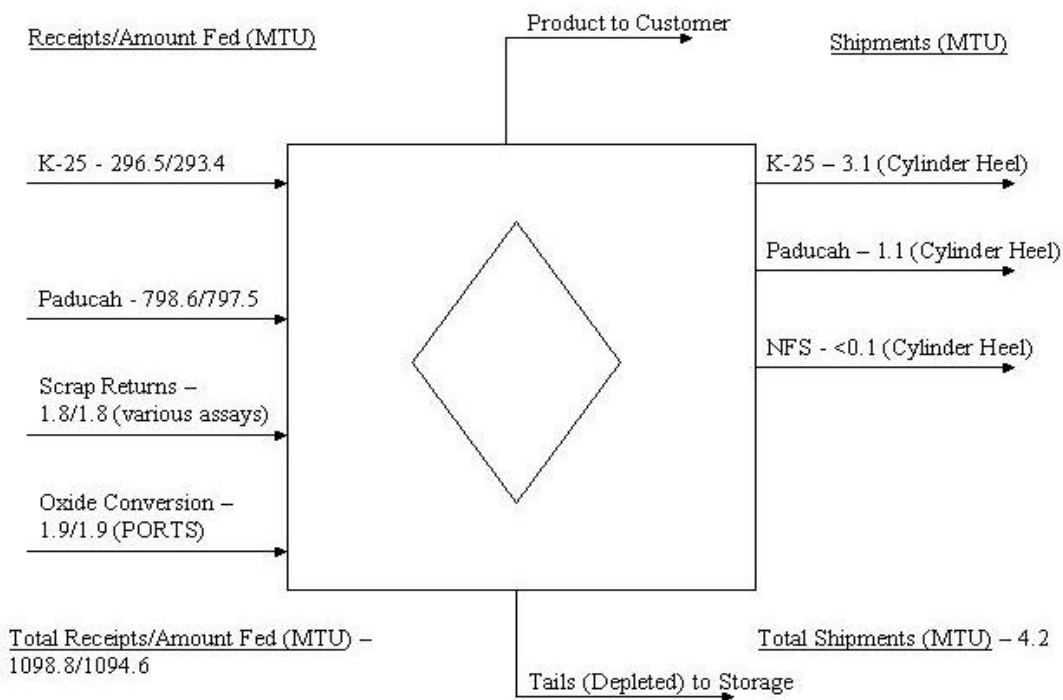 Receipts/Amount Fed (MTU)
Product to Customer
Shipments (MTU)
K-25 - 296.5/293.4
Paducah - 798.6/797.5
Scrap Returns –
1.8/1.8 (various assays)
Oxide Conversion –
1.9/1.9 (PORTS)
K-25 – 3.1 (Cylinder Heel)
Paducah – 1.1 (Cylinder Heel)
NFS - <0.1 (Cylinder Heel)
Total Receipts/Amount Fed (MTU) –
1098.8/1094.6
Total Shipments (MTU) – 4.2
Tails (Depleted) to Storage